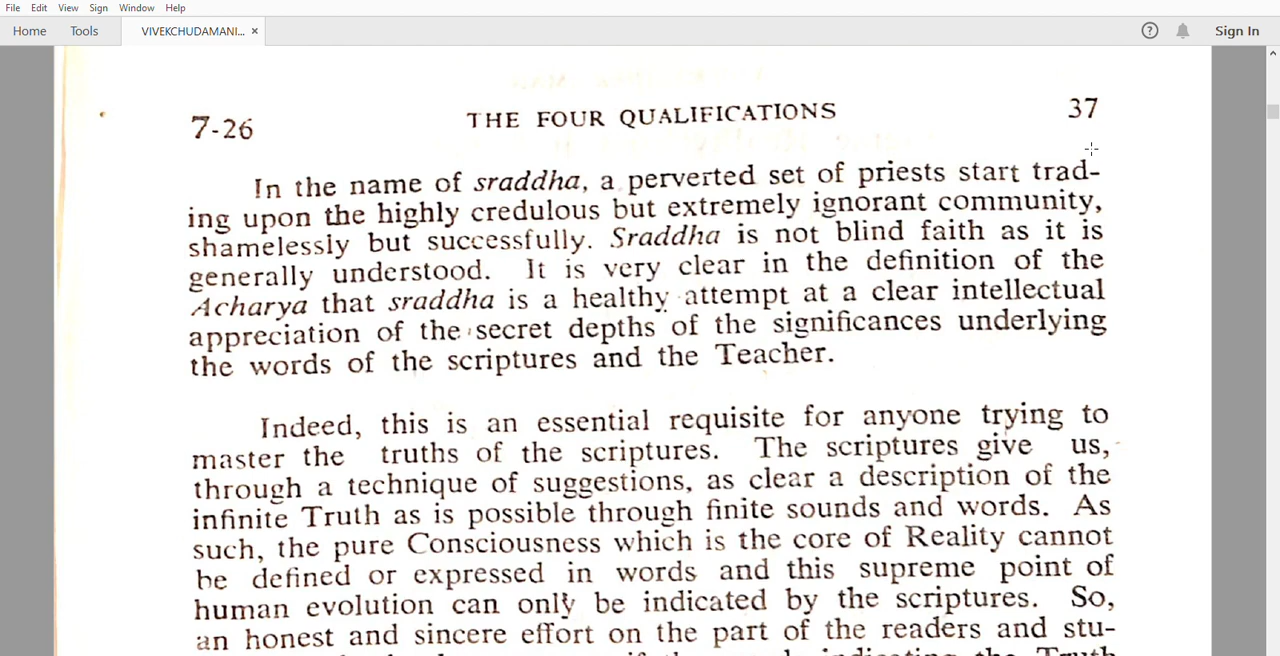 File Edit View Sign Window Help
Home Tools VIVEKCHUDAMANI... × ? Sign In
7-26 THE FOUR QUALIFICATIONS 37
In the name of sraddha, a perverted set of priests start trad-
ing upon the highly credulous but extremely ignorant community,
shamelessly but successfully. Sraddha is not blind faith as it is
generally understood. It is very clear in the definition of the
Acharya that sraddha is a healthy attempt at a clear intellectual
appreciation of the secret depths of the significances underlying
the words of the scriptures and the Teacher.
Indeed, this is an essential requisite for anyone trying to
master the truths of the scriptures. The scriptures give us,
through a technique of suggestions, as clear a description of the
infinite Truth as is possible through finite sounds and words. As
such, the pure Consciousness which is the core of Reality cannot
be defined or expressed in words and this supreme point of
human evolution can only be indicated by the scriptures. So,
an honest and sincere effort on the part of the readers and stu-
indicating the Truth